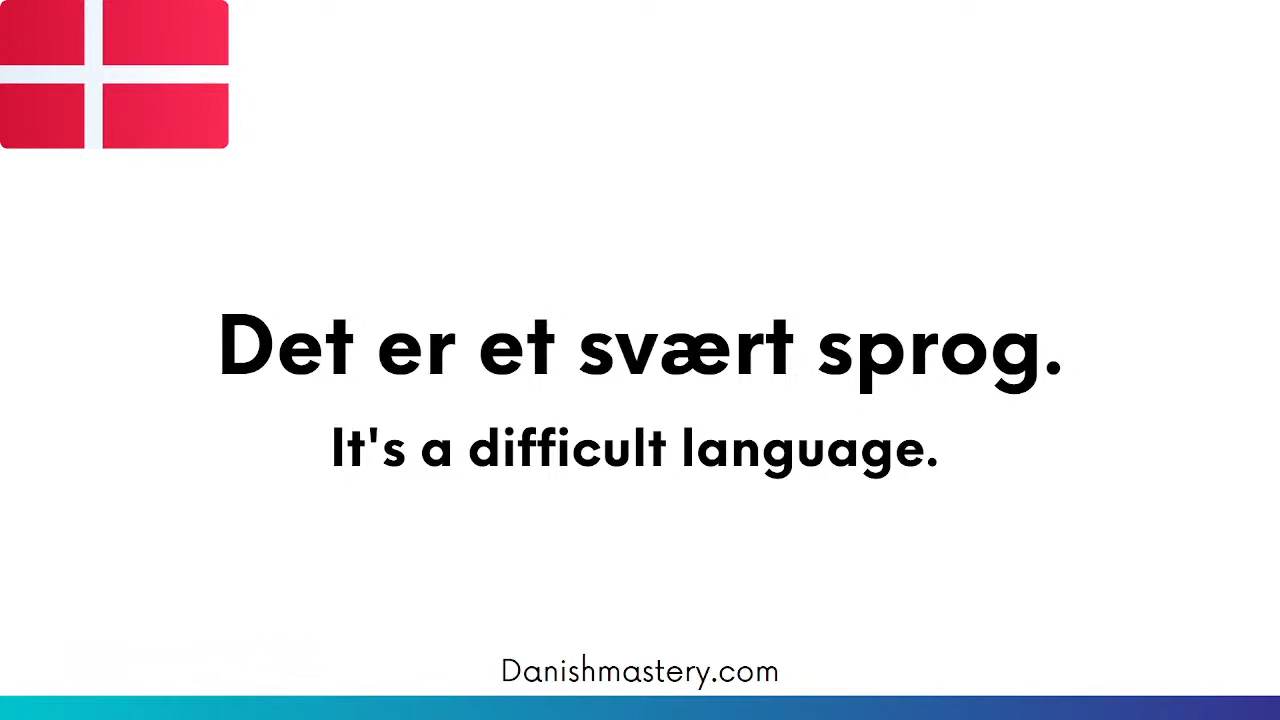 Det er et svært sprog.
It's a difficult language.
Danishmastery.com